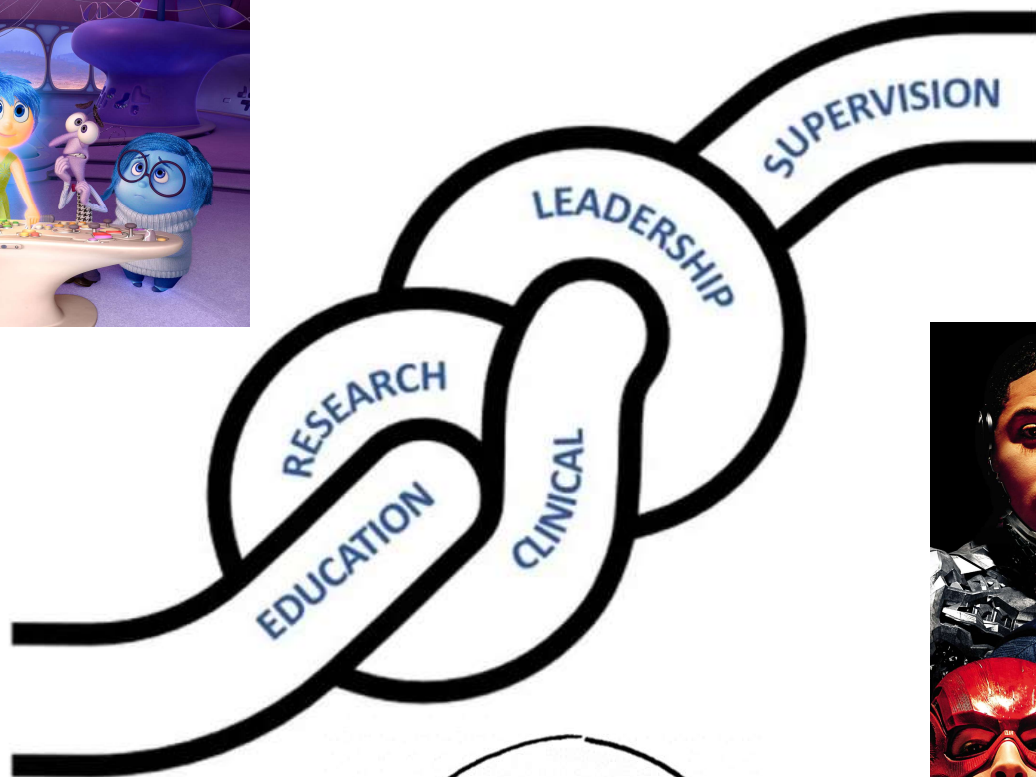 SUPERVISION
LEADERSHIP
RESEARCH
CLINICAL
EDUCATION